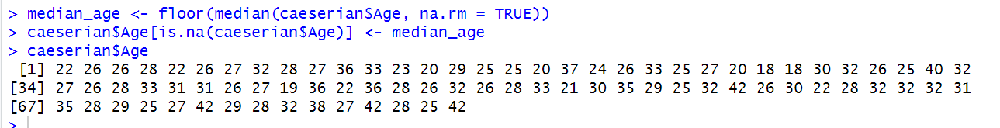 > median_age <- floor(median(caeserian$Age, na.rm = TRUE))
> caeserian$Age[is.na(caeserian$Age)] <- median_age
> caeserian$Age
[1] 22 26 26 28 22 26 27 32 28 27 36 33 23 20 29 25 25 20 37 24 26 33 25 27 20 18 18 30 32 26 25 40 32
[34] 27 26 28 33 31 31 26 27 19 36 22 36 28 26 32 26 28 33 21 30 35 29 25 32 42 26 30 22 28 32 32 32 31
[67] 35 28 29 25 27 42 29 28 32 38 27 42 28 25 42
>